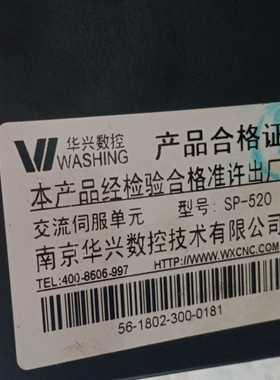 华兴数控
WASHING
产品合格证
本产品经检验合格准许出厂
交流伺服单元 型号: SP-520
南京华兴数控技术有限公司
TEL:400-8606-997 HTTP://WWW.WXCNC.CO
56-1802-300-0181